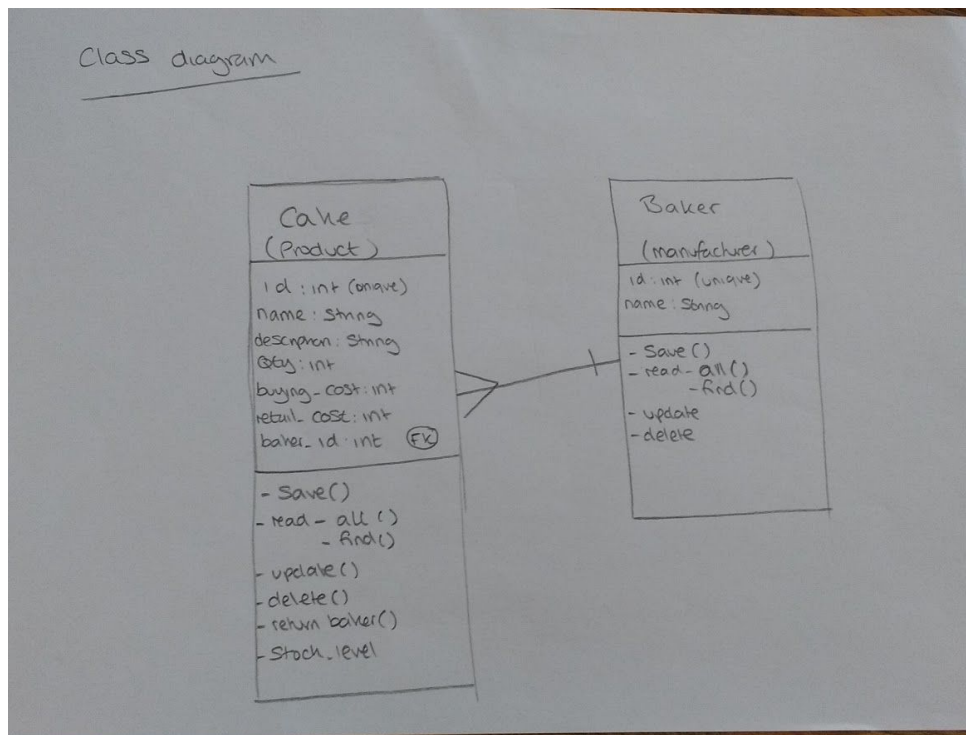 Class diagram
Cake
(Product)
id : int (unique)
name : String
description : String
Qty : int
buying_cost : int
retail_cost : int
baker_id : int FK
- Save()
- read - all ()
- find()
- update()
- delete()
- return baker()
- Stock_level
Baker
(manufacturer)
id : int (unique)
name : String
- Save()
- read - all()
- find()
- update
- delete